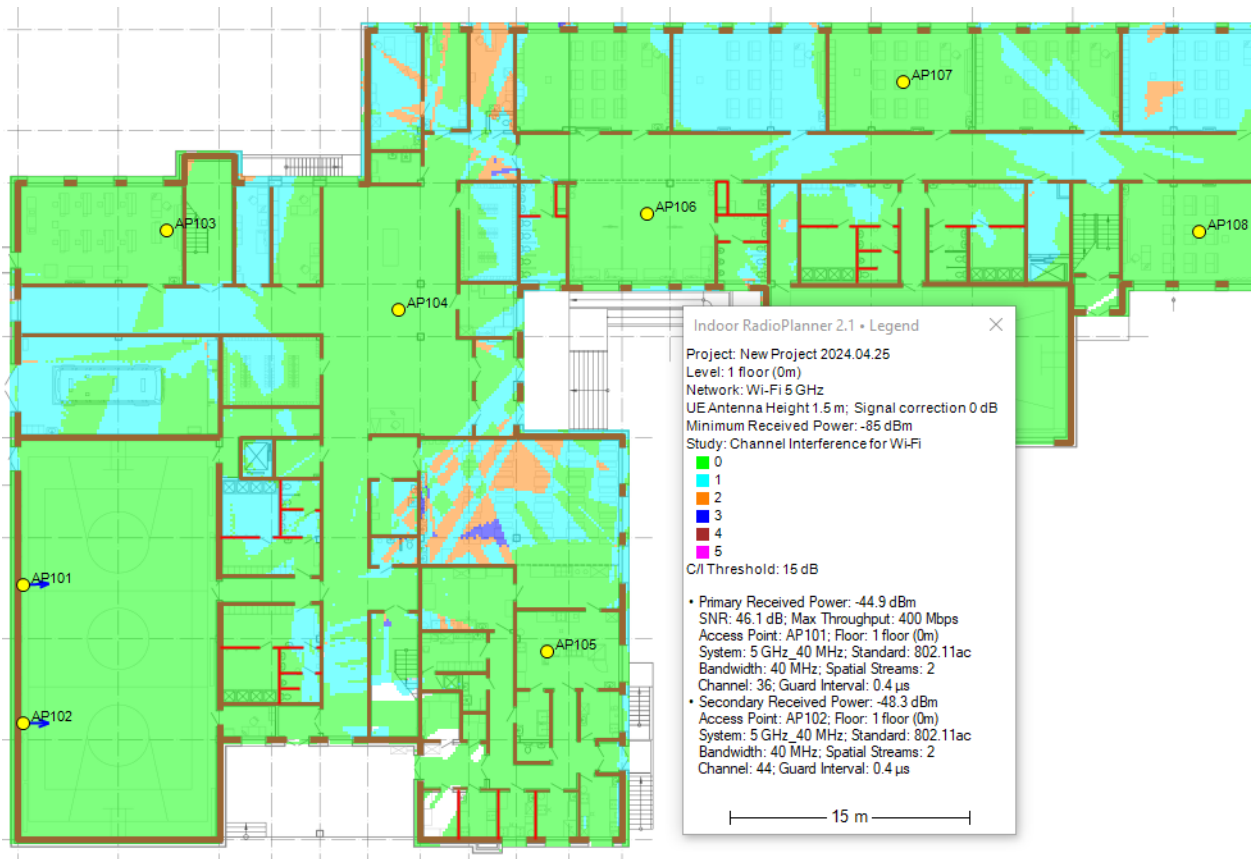 AP107
AP106
AP103
AP108
AP104
Indoor RadioPlanner 2.1 • Legend
Project: New Project 2024.04.25
Level: 1 floor (0m)
Network: Wi-Fi 5 GHz
UE Antenna Height 1.5 m; Signal correction 0 dB
Minimum Received Power: -85 dBm
Study: Channel Interference for Wi-Fi
0
1
2
3
4
5
C/I Threshold: 15 dB
• Primary Received Power: -44.9 dBm
SNR: 46.1 dB; Max Throughput: 400 Mbps
Access Point: AP101; Floor: 1 floor (0m)
System: 5 GHz_40 MHz; Standard: 802.11ac
Bandwidth: 40 MHz; Spatial Streams: 2
Channel: 36; Guard Interval: 0.4 µs
• Secondary Received Power: -48.3 dBm
Access Point: AP102; Floor: 1 floor (0m)
System: 5 GHz_40 MHz; Standard: 802.11ac
Bandwidth: 40 MHz; Spatial Streams: 2
Channel: 44; Guard Interval: 0.4 µs
15 m
AP101
AP105
AP102